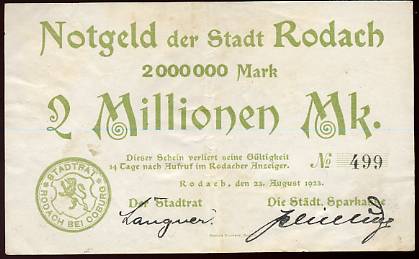 Notgeld der Stadt Rodach
2000000 Mark
2 Millionen Mk.
Dieser Schein verliert seine Gültigkeit
14 Tage nach Aufruf im Rodacher Anzeiger.
№ 499
Rodach, den 23. August 1923.
STADTRAT
RODACH BEI COBURG
Der Stadtrat
Die Städt. Sparkasse
Langner